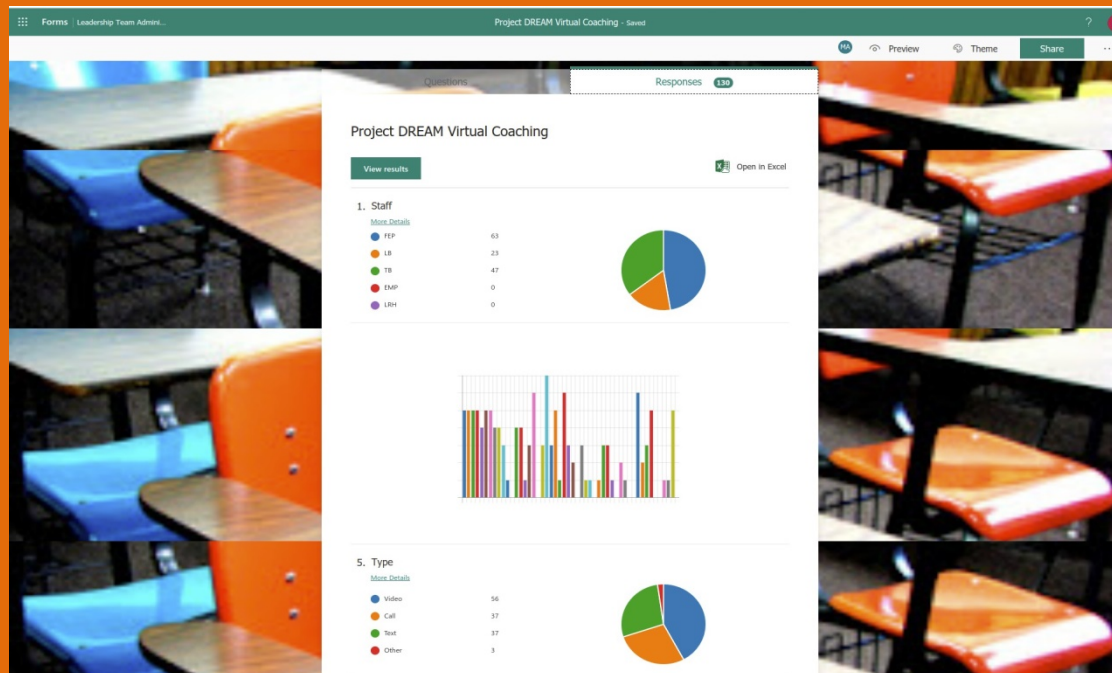 Forms Leadership Team Admini... Project DREAM Virtual Coaching - Saved ?
MA Preview Theme Share ...
Questions Responses 130
Project DREAM Virtual Coaching
View results Open in Excel
1. Staff
More Details
FEP 63
LB 23
TB 47
EMP 0
LRH 0
5. Type
More Details
Video 56
Call 37
Text 37
Other 3